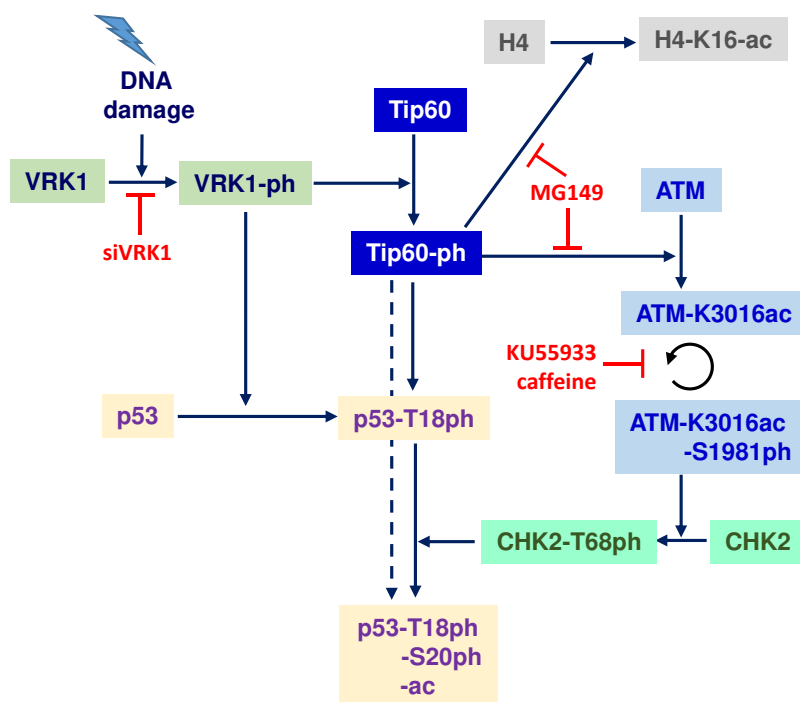 H4
H4-K16-ac
DNA
damage
Tip60
VRK1
VRK1-ph
MG149
ATM
siVRK1
Tip60-ph
ATM-K3016ac
KU55933
caffeine
p53
p53-T18ph
ATM-K3016ac
-S1981ph
CHK2-T68ph
CHK2
p53-T18ph
-S20ph
-ac